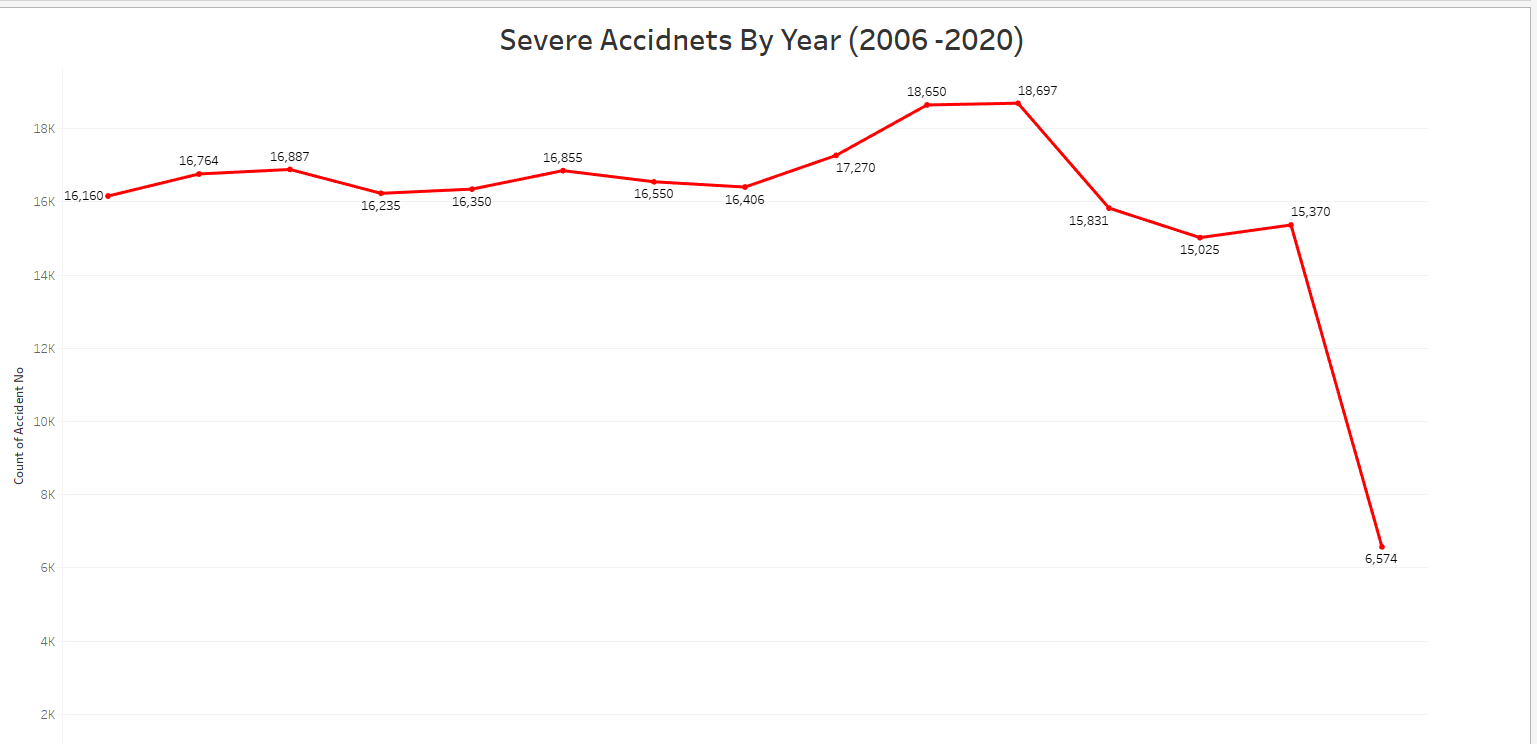 Severe Accidnets By Year (2006 -2020)
18,650
18,697
18K
16,764
16,887
16,855
17,270
16,160
16K
16,235
16,350
16,550
16,406
15,831
15,025
15,370
14K
12K
Count of Accident No
10K
8K
6K
6,574
4K
2K